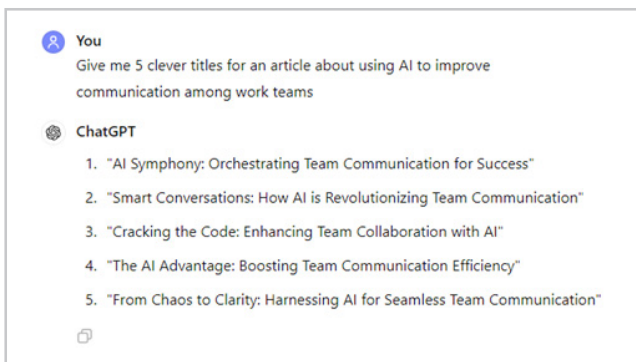 You
Give me 5 clever titles for an article about using AI to improve
communication among work teams
ChatGPT
1. "AI Symphony: Orchestrating Team Communication for Success"
2. "Smart Conversations: How AI is Revolutionizing Team Communication"
3. "Cracking the Code: Enhancing Team Collaboration with AI"
4. "The AI Advantage: Boosting Team Communication Efficiency"
5. "From Chaos to Clarity: Harnessing AI for Seamless Team Communication"